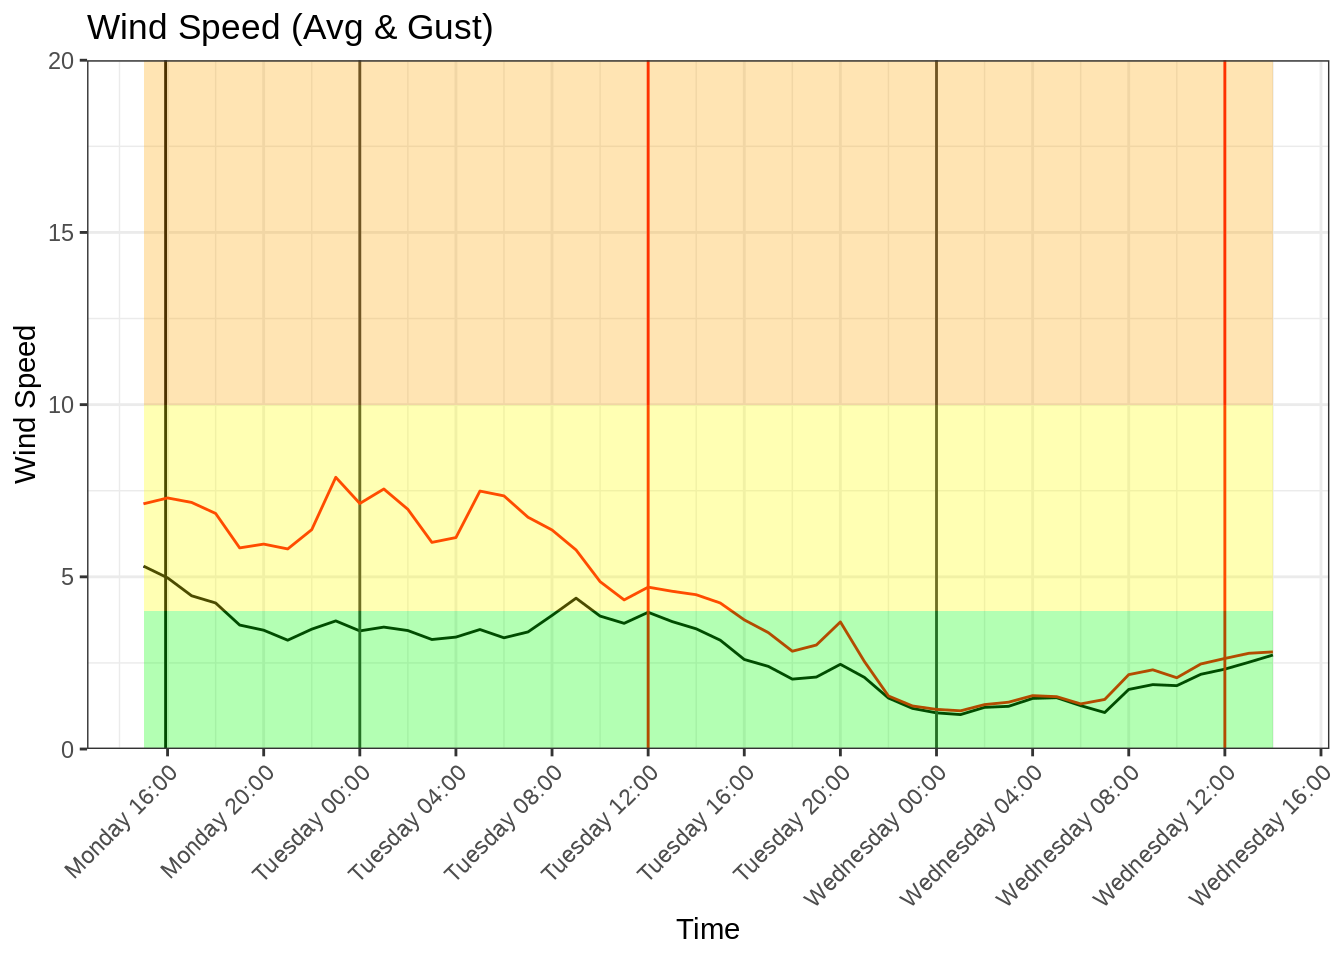 Wind Speed (Avg & Gust)
20
15
10
5
0
Wind Speed
Monday 16:00
Monday 20:00
Tuesday 00:00
Tuesday 04:00
Tuesday 08:00
Tuesday 12:00
Tuesday 16:00
Tuesday 20:00
Wednesday 00:00
Wednesday 04:00
Wednesday 08:00
Wednesday 12:00
Wednesday 16:00
Time